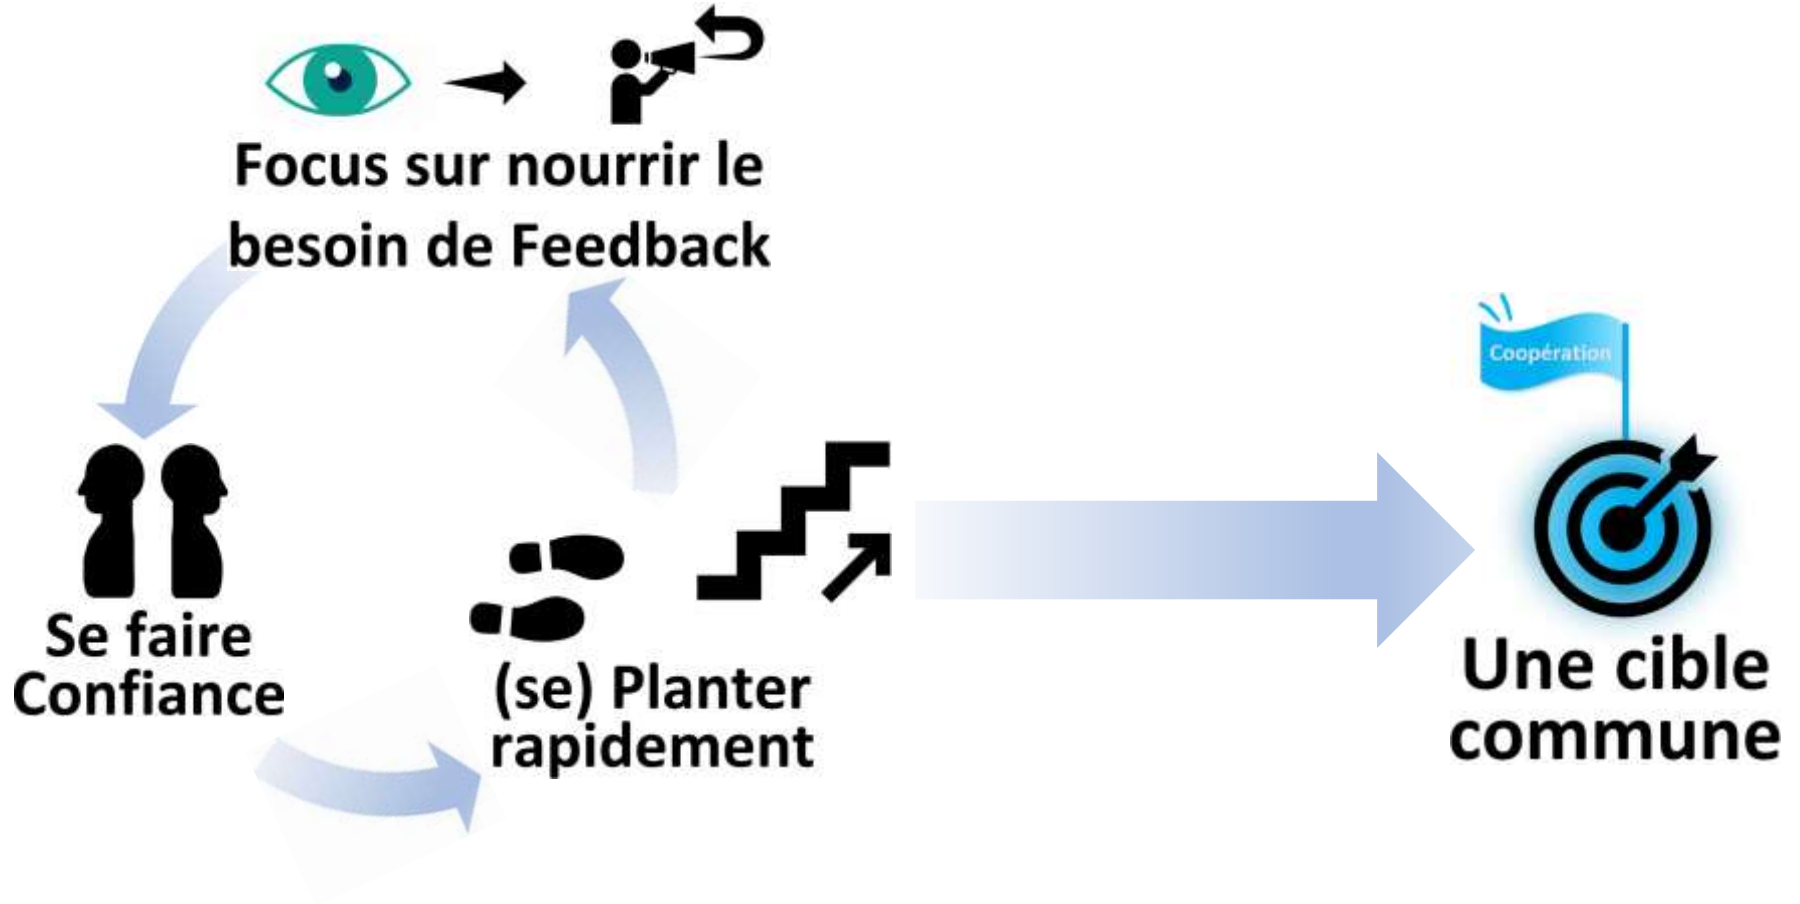 Focus sur nourrir le
besoin de Feedback
Coopération
Se faire
Confiance
(se) Planter
rapidement
Une cible
commune